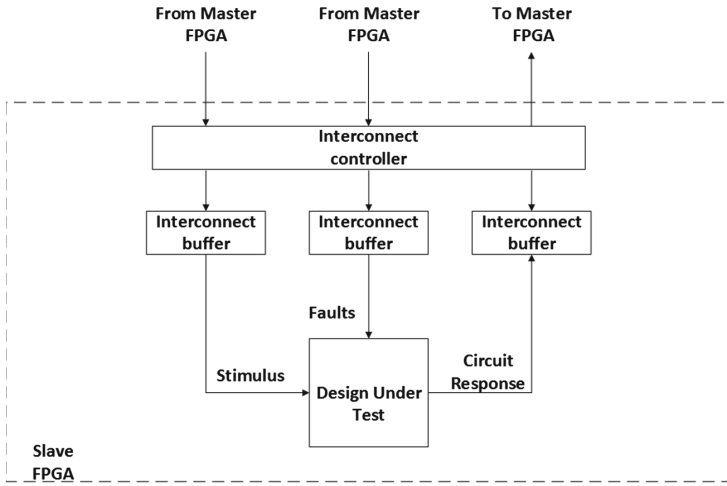 From Master
FPGA
From Master
FPGA
To Master
FPGA
Interconnect
controller
Interconnect
buffer
Interconnect
buffer
Interconnect
buffer
Faults
Stimulus
Circuit
Response
Design Under
Test
Slave
FPGA